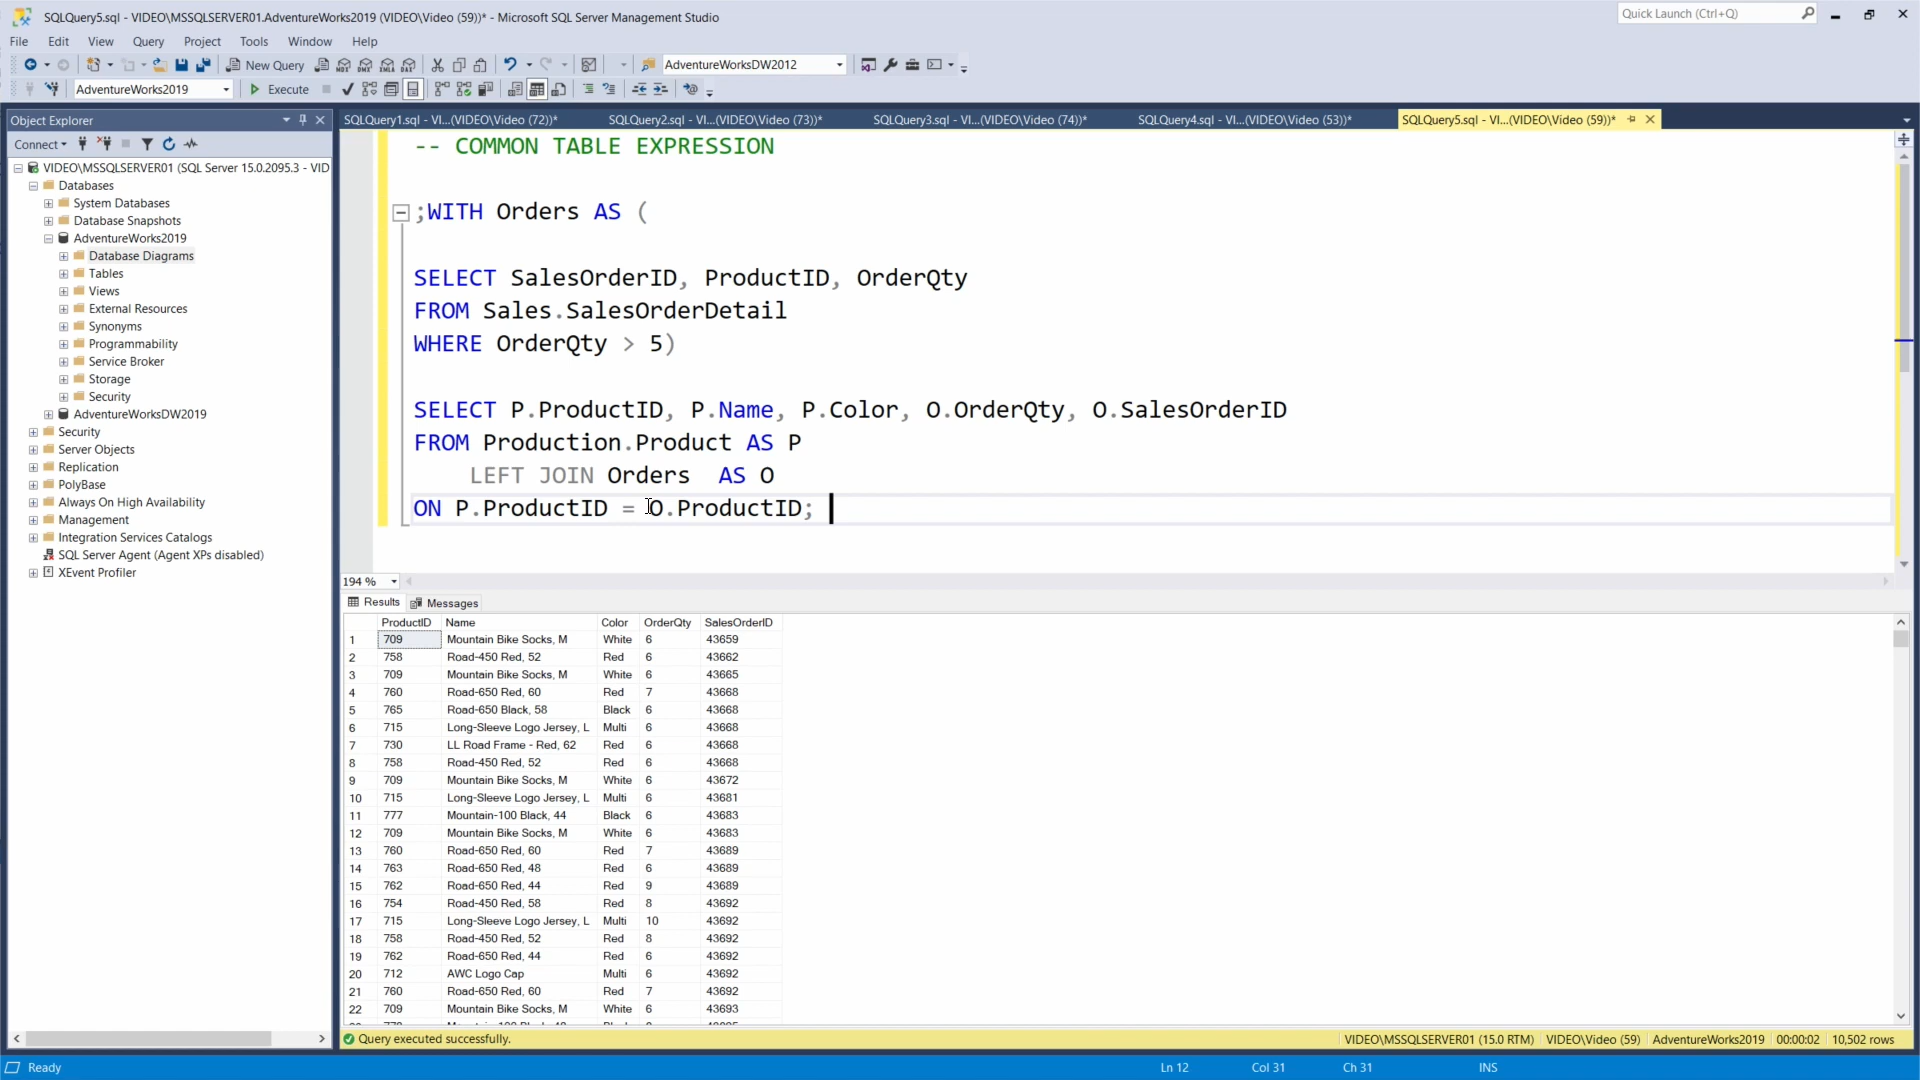 SQLQuery5.sql - VIDEO\MSSQLSERVER01.AdventureWorks2019 (VIDEO\Video (59))* - Microsoft SQL Server Management Studio
Quick Launch (Ctrl+Q)
File Edit View Query Project Tools Window Help
New Query AdventureWorksDW2012
AdventureWorks2019 Execute
Object Explorer
Connect
VIDEO\MSSQLSERVER01 (SQL Server 15.0.2095.3 - VID
Databases
System Databases
Database Snapshots
AdventureWorks2019
Database Diagrams
Tables
Views
External Resources
Synonyms
Programmability
Service Broker
Storage
Security
AdventureWorksDW2019
Security
Server Objects
Replication
PolyBase
Always On High Availability
Management
Integration Services Catalogs
SQL Server Agent (Agent XPs disabled)
XEvent Profiler
SQLQuery1.sql - VI...(VIDEO\Video (72))* SQLQuery2.sql - VI...(VIDEO\Video (73))* SQLQuery3.sql - VI...(VIDEO\Video (74))* SQLQuery4.sql - VI...(VIDEO\Video (53))* SQLQuery5.sql - VI...(VIDEO\Video (59))*
-- COMMON TABLE EXPRESSION
;WITH Orders AS (
SELECT SalesOrderID, ProductID, OrderQty
FROM Sales.SalesOrderDetail
WHERE OrderQty > 5)
SELECT P.ProductID, P.Name, P.Color, O.OrderQty, O.SalesOrderID
FROM Production.Product AS P
LEFT JOIN Orders AS O
ON P.ProductID = O.ProductID;
194 %
Results Messages
ProductID Name Color OrderQty SalesOrderID
1 709 Mountain Bike Socks, M White 6 43659
2 758 Road-450 Red, 52 Red 6 43662
3 709 Mountain Bike Socks, M White 6 43665
4 760 Road-650 Red, 60 Red 7 43668
5 765 Road-650 Black, 58 Black 6 43668
6 715 Long-Sleeve Logo Jersey, L Multi 6 43668
7 730 LL Road Frame - Red, 62 Red 6 43668
8 758 Road-450 Red, 52 Red 6 43668
9 709 Mountain Bike Socks, M White 6 43672
10 715 Long-Sleeve Logo Jersey, L Multi 6 43681
11 777 Mountain-100 Black, 44 Black 6 43683
12 709 Mountain Bike Socks, M White 6 43683
13 760 Road-650 Red, 60 Red 7 43689
14 763 Road-650 Red, 48 Red 6 43689
15 762 Road-650 Red, 44 Red 9 43689
16 754 Road-450 Red, 58 Red 8 43692
17 715 Long-Sleeve Logo Jersey, L Multi 10 43692
18 758 Road-450 Red, 52 Red 8 43692
19 762 Road-650 Red, 44 Red 6 43692
20 712 AWC Logo Cap Multi 6 43692
21 760 Road-650 Red, 60 Red 7 43692
22 709 Mountain Bike Socks, M White 6 43693
Query executed successfully. VIDEO\MSSQLSERVER01 (15.0 RTM) VIDEO\Video (59) AdventureWorks2019 00:00:02 10,502 rows
Ready Ln 12 Col 31 Ch 31 INS